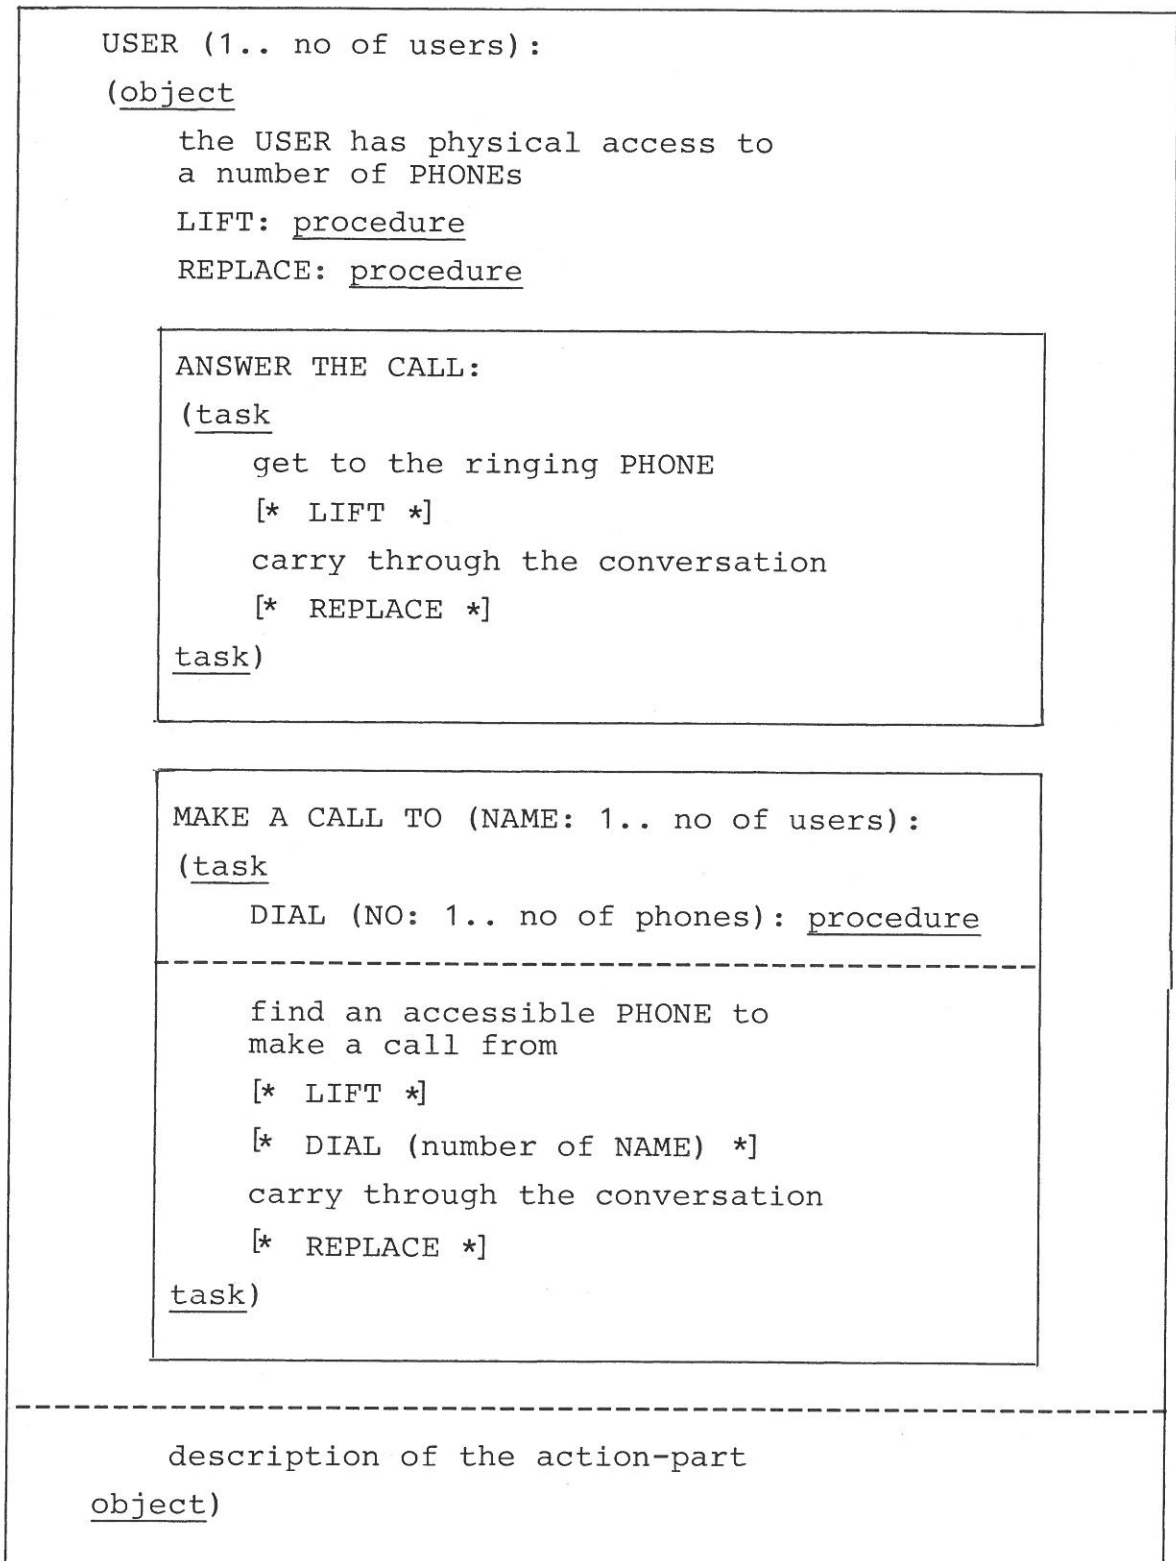 USER (1.. no of users):
(object
the USER has physical access to
a number of PHONEs
LIFT: procedure
REPLACE: procedure
ANSWER THE CALL:
(task
get to the ringing PHONE
[* LIFT *]
carry through the conversation
[* REPLACE *]
task)
MAKE A CALL TO (NAME: 1.. no of users):
(task
DIAL (NO: 1.. no of phones): procedure
find an accessible PHONE to
make a call from
[* LIFT *]
[* DIAL (number of NAME) *]
carry through the conversation
[* REPLACE *]
task)
description of the action-part
object)